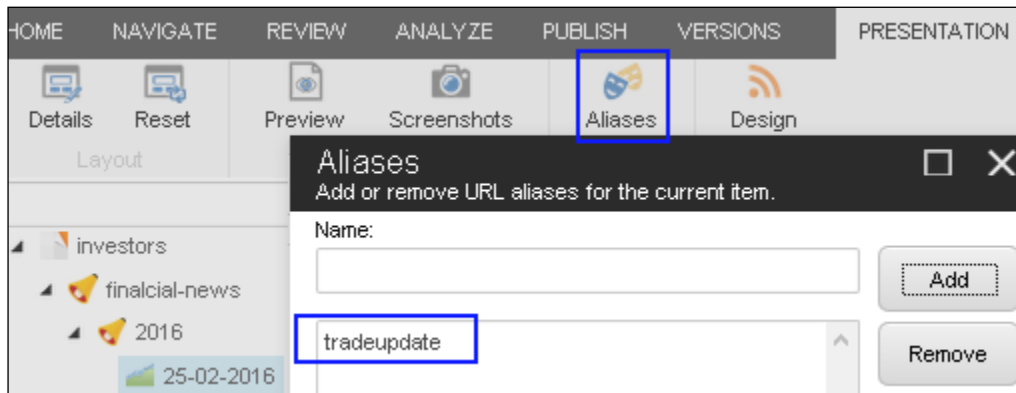 HOME NAVIGATE REVIEW ANALYZE PUBLISH VERSIONS PRESENTATION
Details Reset Preview Screenshots Aliases Design
Layout
Aliases
Add or remove URL aliases for the current item.
Name:
investors
Add
finalcial-news
2016
tradeupdate
Remove
25-02-2016